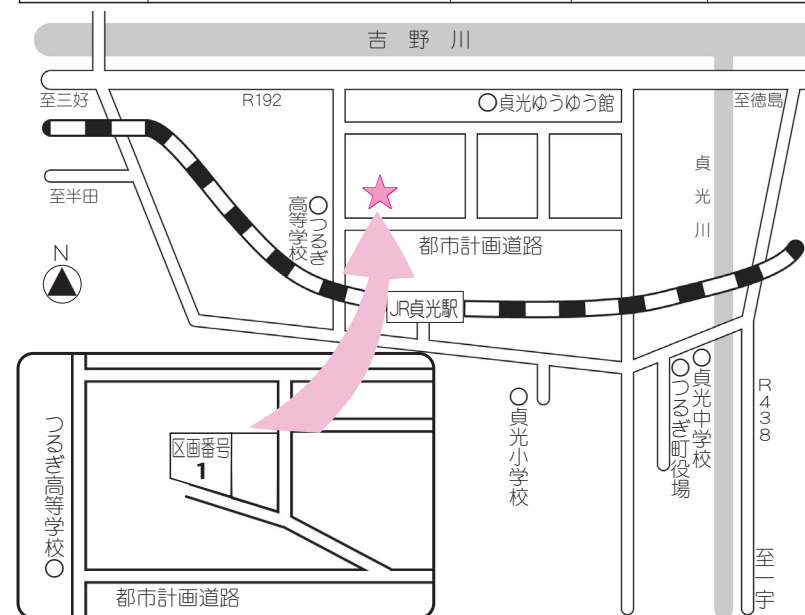 吉野川
至三好
R192
貞光ゆうゆう館
至徳島
至半田
貞光川
つるぎ
高等学校
都市計画道路
N
JR貞光駅
貞光中学校
つるぎ町役場
R438
貞光小学校
至一宇
つるぎ高等学校
区画番号
1
都市計画道路